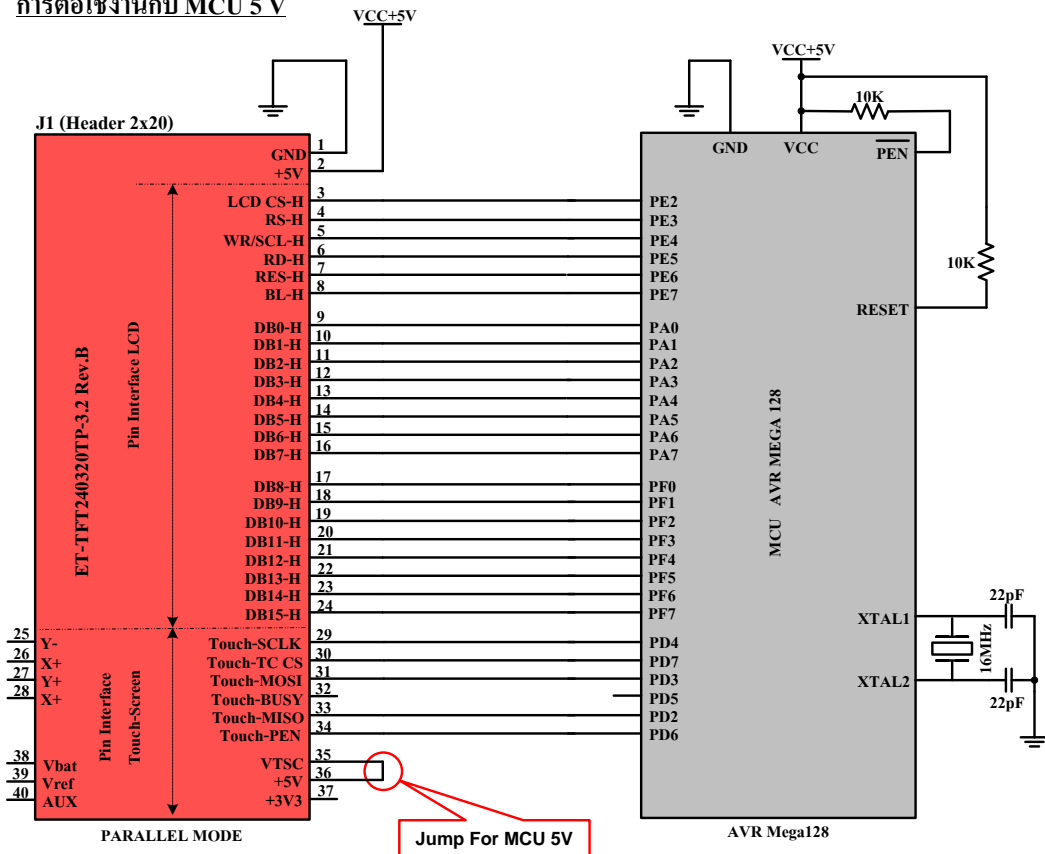 การต่อใช้งานกับ MCU 5 V
VCC+5V
J1 (Header 2x20)
GND 1
+5V 2
LCD CS-H 3
RS-H 4
WR/SCL-H 5
RD-H 6
RES-H 7
BL-H 8
DB0-H 9
DB1-H 10
DB2-H 11
DB3-H 12
DB4-H 13
DB5-H 14
DB6-H 15
DB7-H 16
DB8-H 17
DB9-H 18
DB10-H 19
DB11-H 20
DB12-H 21
DB13-H 22
DB14-H 23
DB15-H 24
Touch-SCLK 29
Touch-TC CS 30
Touch-MOSI 31
Touch-BUSY 32
Touch-MISO 33
Touch-PEN 34
VTSC 35
+5V 36
+3V3 37
25 Y-
26 X+
27 Y+
28 X+
38 Vbat
39 Vref
40 AUX
ET-TFT240320TP-3.2 Rev.B
Pin Interface LCD
Pin Interface
Touch-Screen
PARALLEL MODE
Jump For MCU 5V
VCC+5V
10K
GND
VCC
PEN
PE2
PE3
PE4
PE5
PE6
PE7
PA0
PA1
PA2
PA3
PA4
PA5
PA6
PA7
PF0
PF1
PF2
PF3
PF4
PF5
PF6
PF7
PD4
PD7
PD3
PD5
PD2
PD6
MCU AVR MEGA 128
10K
RESET
XTAL1
XTAL2
22pF
16MHz
22pF
AVR Mega128